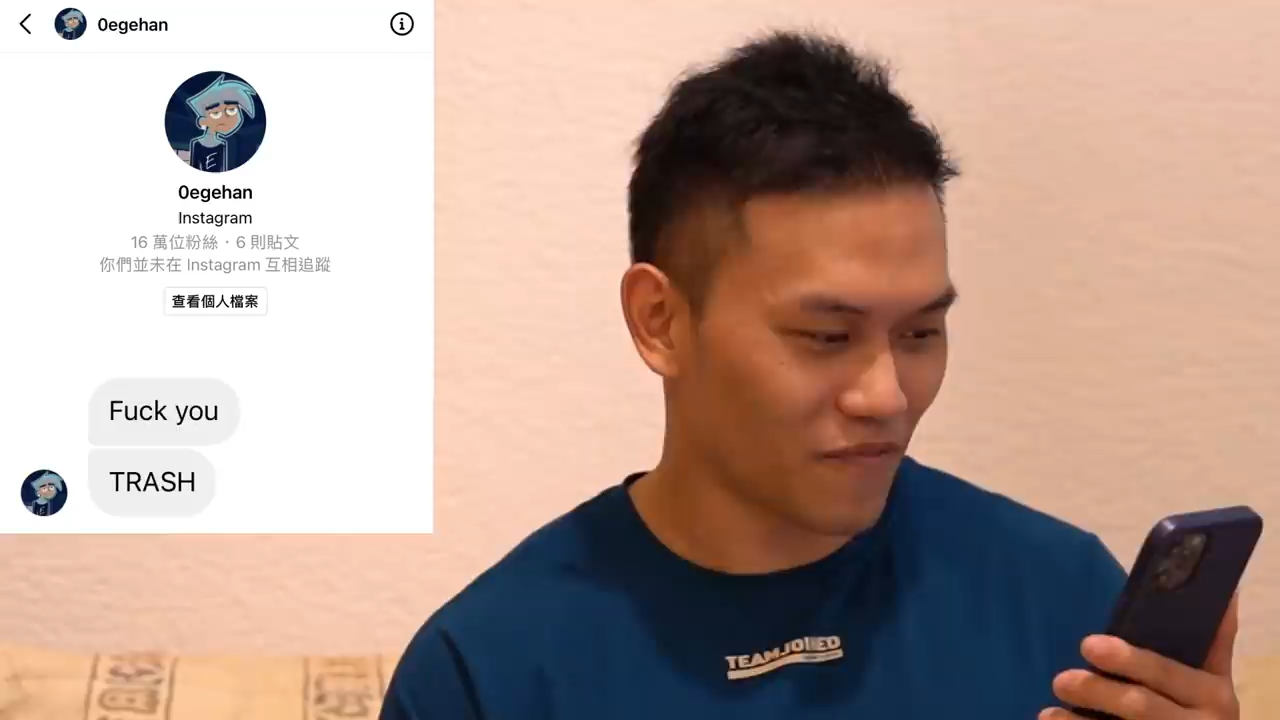 0egehan
0egehan
Instagram
16 萬位粉絲・6 則貼文
你們並未在 Instagram 互相追蹤
查看個人檔案
Fuck you
TRASH
TEAMJOINED